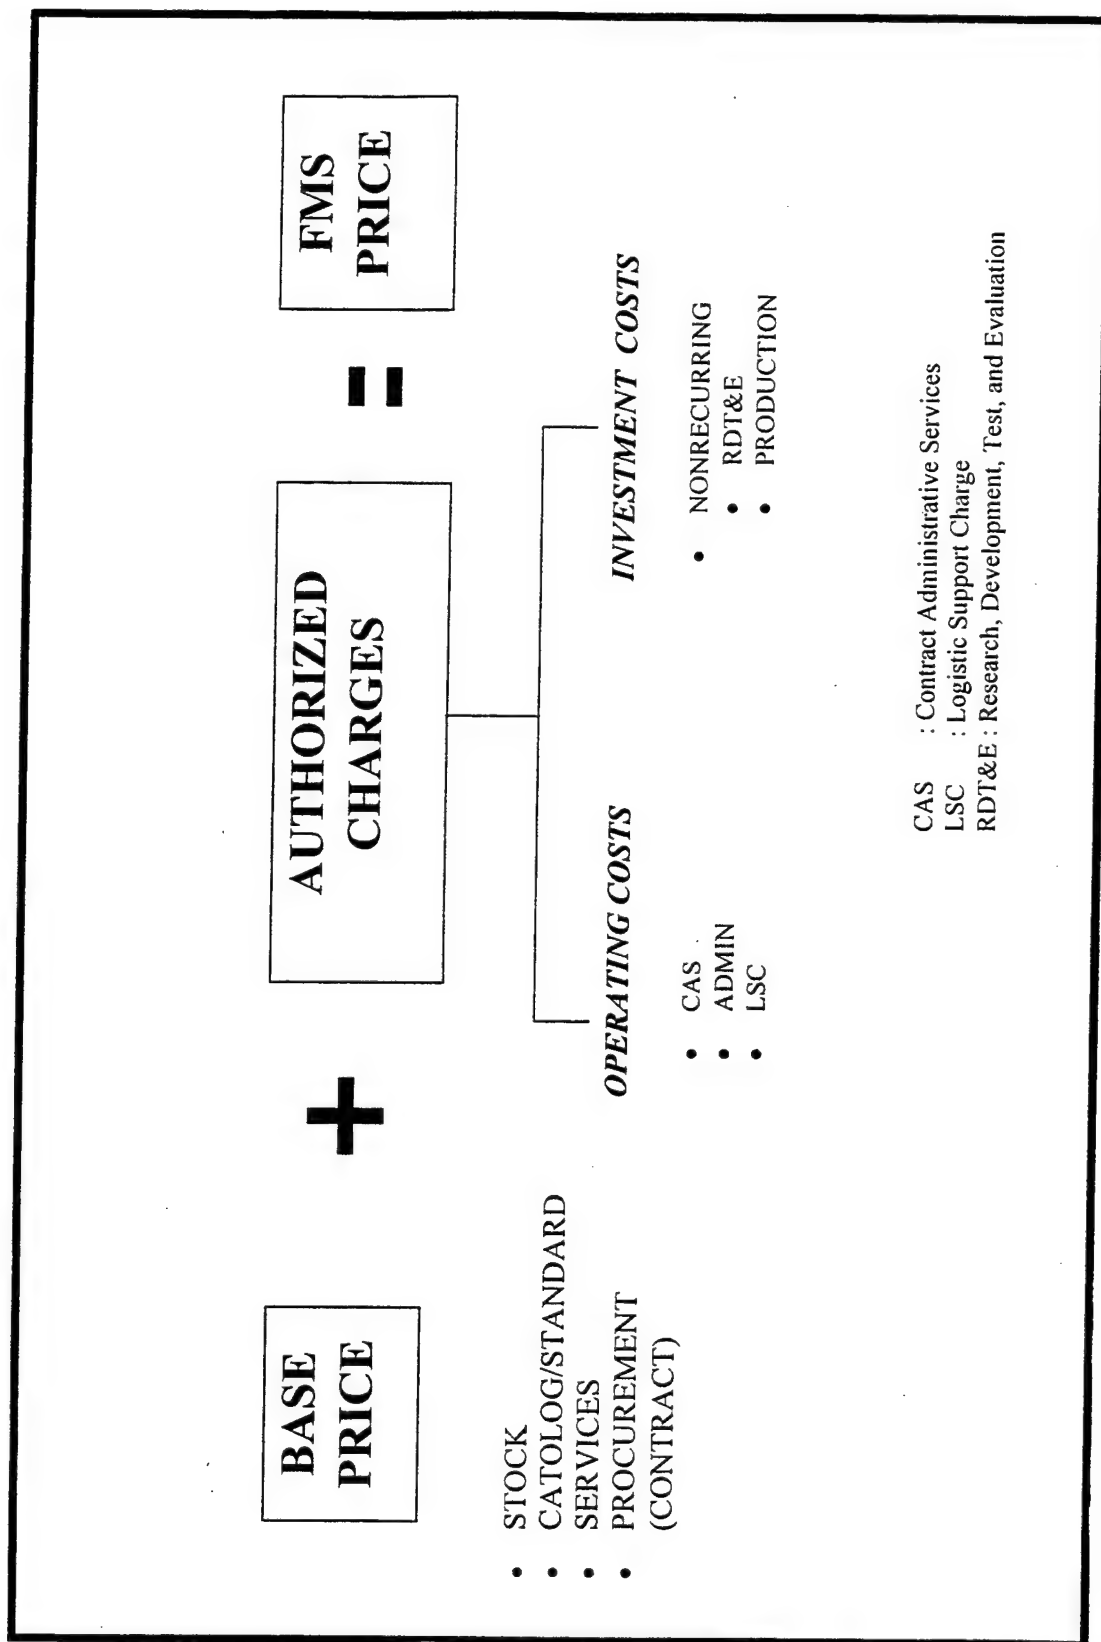 BASE
PRICE
+
AUTHORIZED
CHARGES
=
FMS
PRICE
• STOCK
• CATOLOG/STANDARD
• SERVICES
• PROCUREMENT
(CONTRACT)
OPERATING COSTS
• CAS
• ADMIN
• LSC
INVESTMENT COSTS
• NONRECURRING
• RDT&E
• PRODUCTION
CAS : Contract Administrative Services
LSC : Logistic Support Charge
RDT&E : Research, Development, Test, and Evaluation